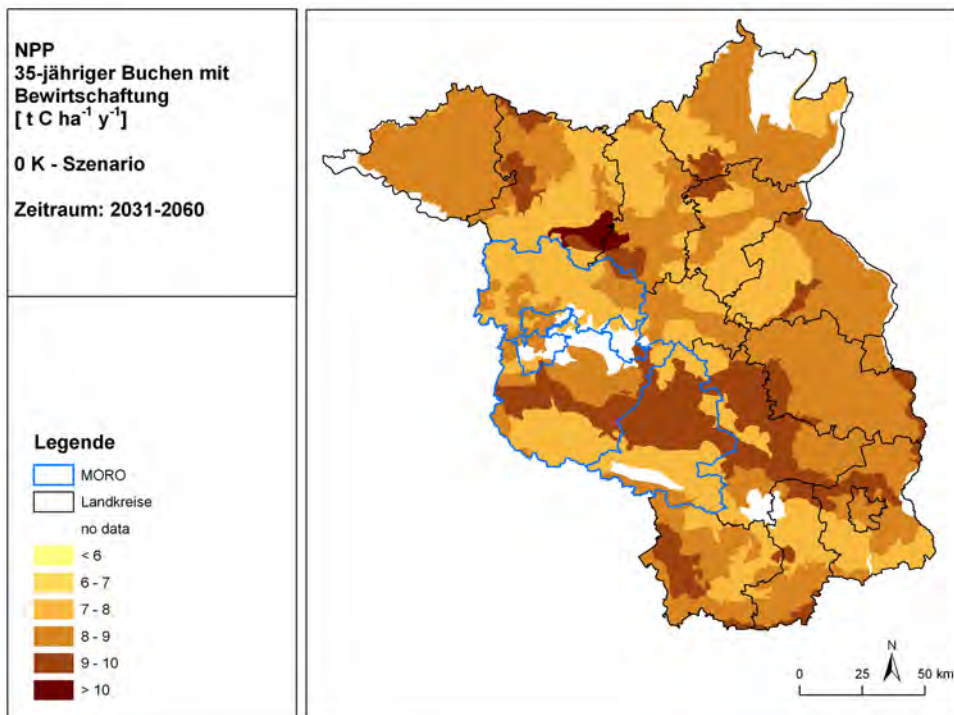 NPP
35-jähriger Buchen mit
Bewirtschaftung
[ t C ha⁻¹ y⁻¹]
0 K - Szenario
Zeitraum: 2031-2060
Legende
MORO
Landkreise
no data
< 6
6 - 7
7 - 8
8 - 9
9 - 10
> 10
N
0 25 50 km